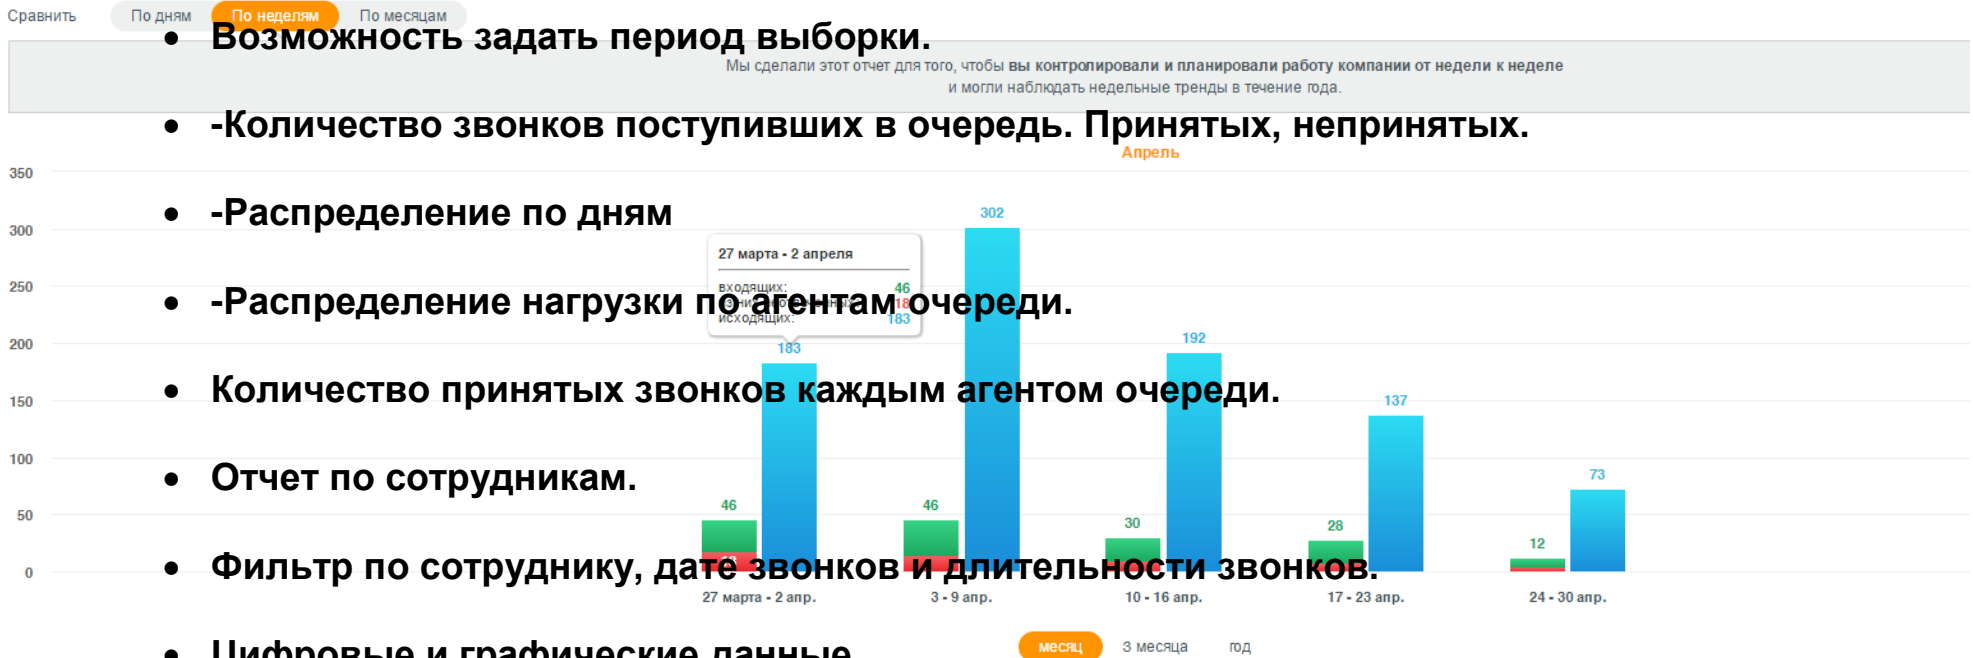 Сравнить По дням По неделям По месяцам
• Возможность задать период выборки.
Мы сделали этот отчет для того, чтобы вы контролировали и планировали работу компании от недели к неделе
и могли наблюдать недельные тренды в течение года.
• -Количество звонков поступивших в очередь. Принятых, непринятых.
Апрель
350
• -Распределение по дням
302
300
27 марта - 2 апреля
250
входящих: 46
18
• -Распределение нагрузки по агентам очереди.
исходящих: 183
200
183
192
• Количество принятых звонков каждым агентом очереди.
150
137
100
• Отчет по сотрудникам.
73
50
46
46
30
28
12
• Фильтр по сотруднику, дате звонков и длительности звонков.
0
27 марта - 2 апр. 3 - 9 апр. 10 - 16 апр. 17 - 23 апр. 24 - 30 апр.
• Цифровые и графические данные
месяц 3 месяца год